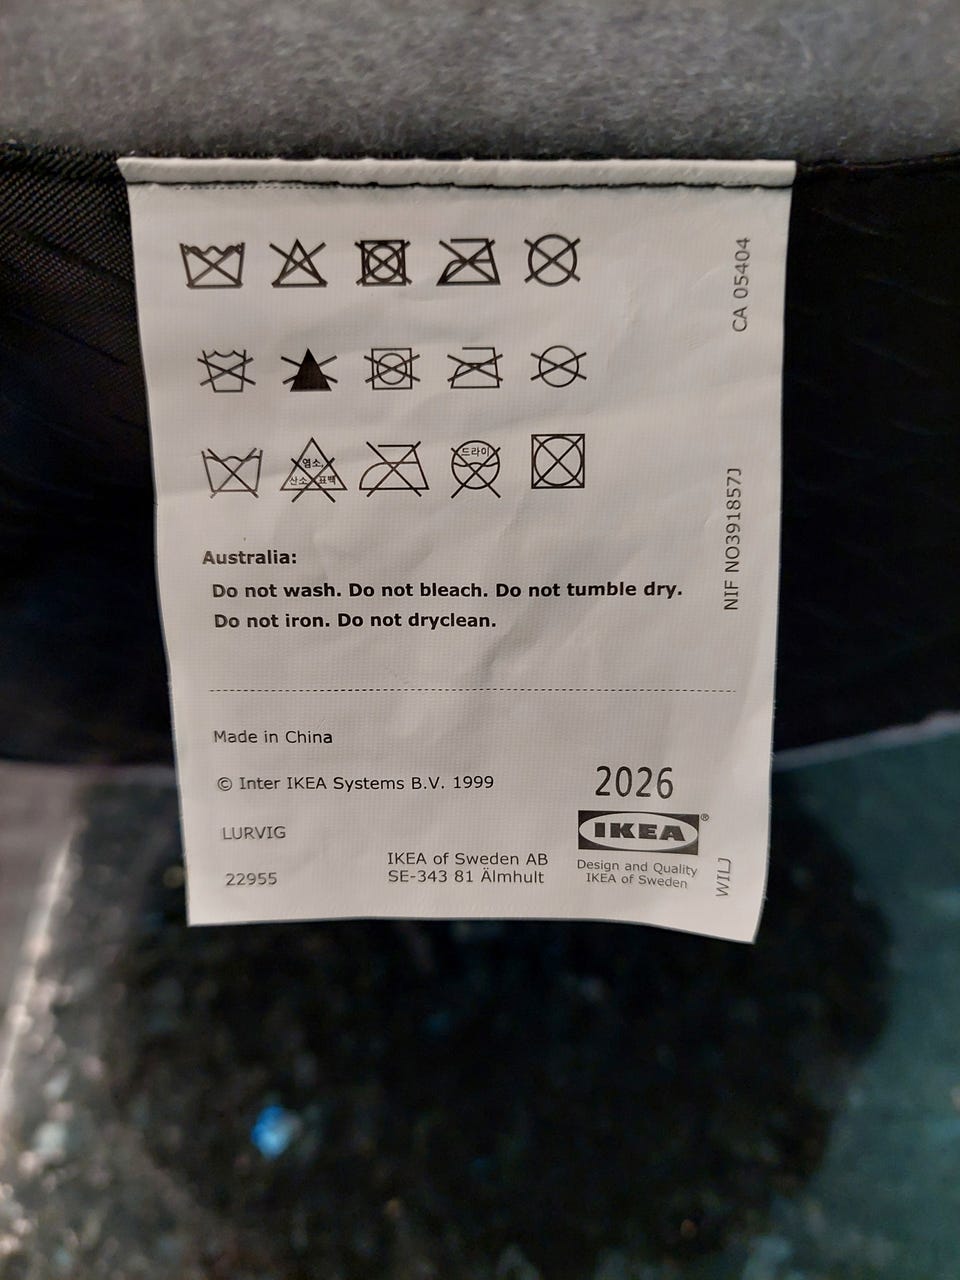 염소,
산소 표백
드라이
Australia:
Do not wash. Do not bleach. Do not tumble dry.
Do not iron. Do not dryclean.
Made in China
© Inter IKEA Systems B.V. 1999
2026
IKEA®
LURVIG
IKEA of Sweden AB
SE-343 81 Älmhult
Design and Quality
IKEA of Sweden
22955
CA 05404
NIF NO391857J
WILJ